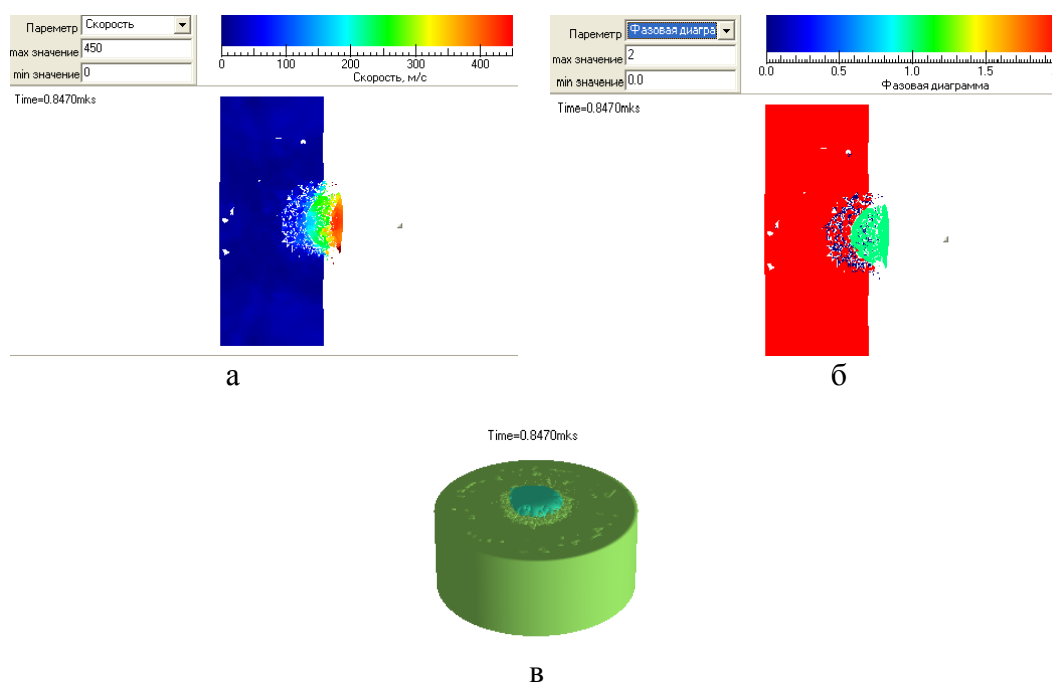 Переметр Скорость
max значение 450
min значение 0
0 100 200 300 400
Скорость, м/с
Time=0.8470mks
а
Переметр Фазовая диагра
max значение 2
min значение 0.0
0.0 0.5 1.0 1.5
Фазовая диаграмма
Time=0.8470mks
б
Time=0.8470mks
в